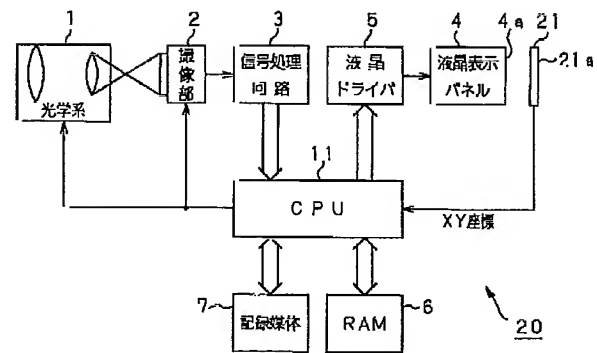 1
2
3
5
4
4a
21
21a
光学系
撮像部
信号処理
回路
液晶
ドライバ
液晶表示
パネル
11
CPU
XY座標
7
記録媒体
RAM
6
20